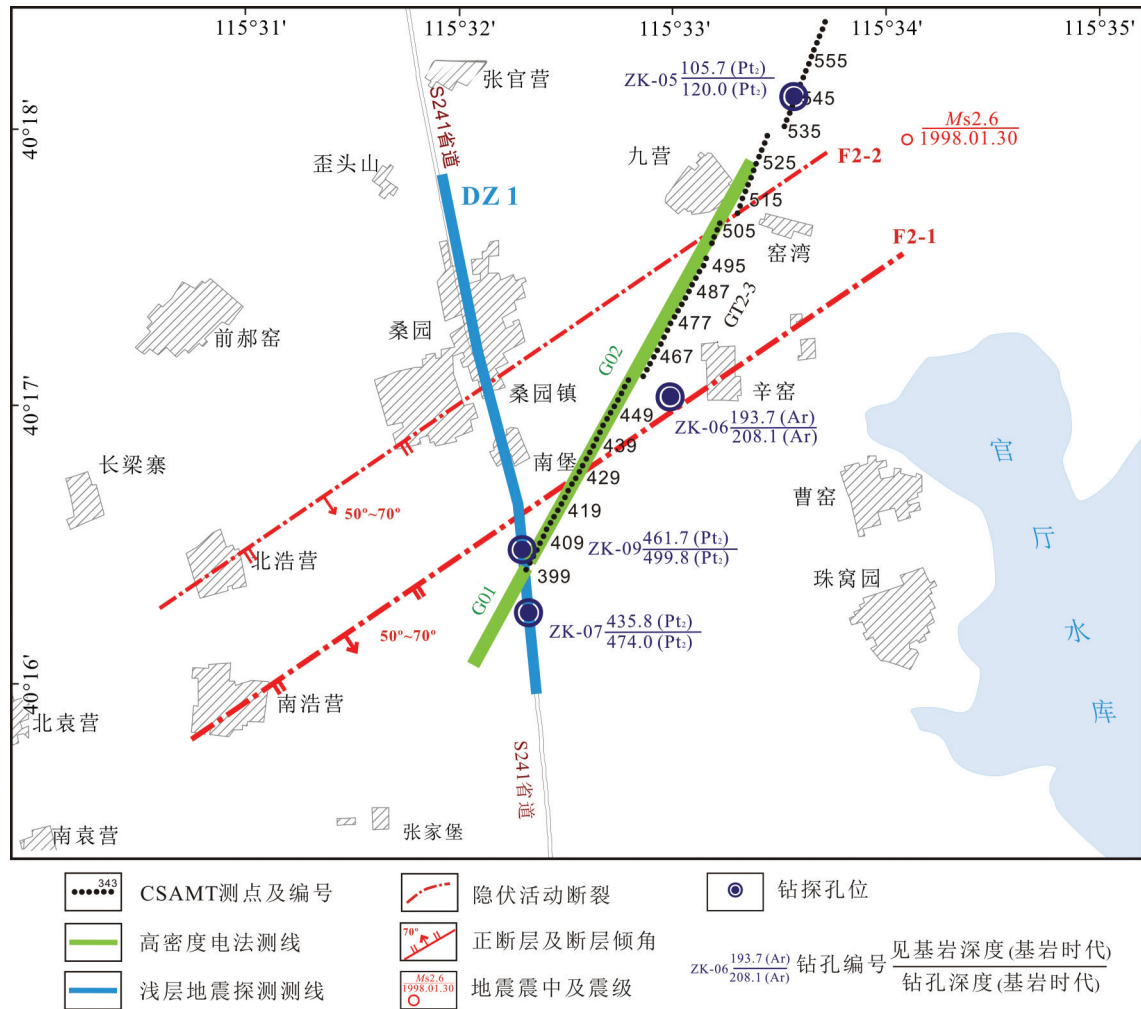 115°31'
115°32'
115°33'
115°34'
115°35'
40°18'
40°17'
40°16'
张官营
S241省道
歪头山
DZ 1
ZK-05 105.7 (Pt₂)
120.0 (Pt₂)
555
545
535
525
515
505
495
487
477
467
449
439
429
419
409
399
九营
F2-2
Ms2.6
1998.01.30
F2-1
窑湾
GT2-3
G02
前郝窑
桑园
桑园镇
辛窑
ZK-06 193.7 (Ar)
208.1 (Ar)
南堡
长梁寨
50°~70°
北浩营
ZK-09 461.7 (Pt₂)
499.8 (Pt₂)
G01
ZK-07 435.8 (Pt₂)
474.0 (Pt₂)
50°~70°
曹窑
珠窝园
官
厅
水
库
南浩营
北袁营
S241省道
南袁营
张家堡
343
CSAMT测点及编号
隐伏活动断裂
钻探孔位
高密度电法测线
70°
正断层及断层倾角
浅层地震探测测线
Ms2.6
1998.01.30
地震震中及震级
ZK-06 193.7 (Ar)
208.1 (Ar)
钻孔编号 见基岩深度(基岩时代)
钻孔深度(基岩时代)